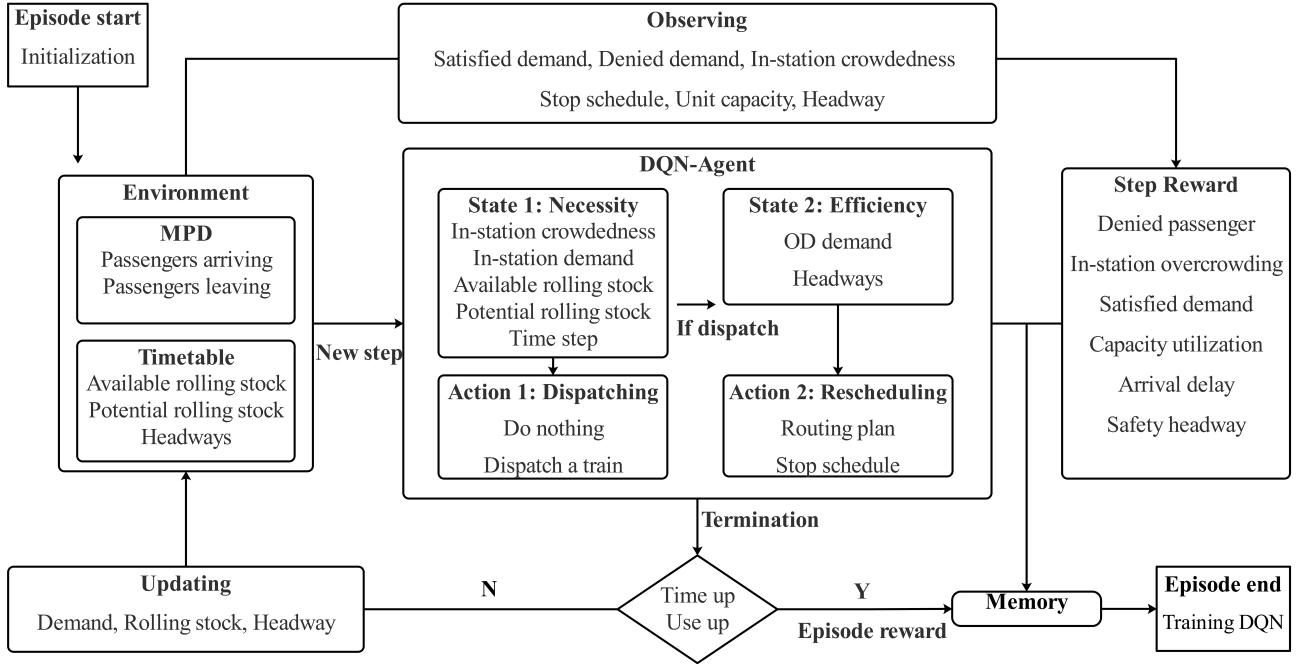 Episode start
Initialization
Observing
Satisfied demand, Denied demand, In-station crowdedness
Stop schedule, Unit capacity, Headway
Environment
MPD
Passengers arriving
Passengers leaving
Timetable
Available rolling stock
Potential rolling stock
Headways
New step
DQN-Agent
State 1: Necessity
In-station crowdedness
In-station demand
Available rolling stock
Potential rolling stock
Time step
Action 1: Dispatching
Do nothing
Dispatch a train
If dispatch
State 2: Efficiency
OD demand
Headways
Action 2: Rescheduling
Routing plan
Stop schedule
Step Reward
Denied passenger
In-station overcrowding
Satisfied demand
Capacity utilization
Arrival delay
Safety headway
Termination
Time up
Use up
N
Updating
Demand, Rolling stock, Headway
Y
Episode reward
Memory
Episode end
Training DQN